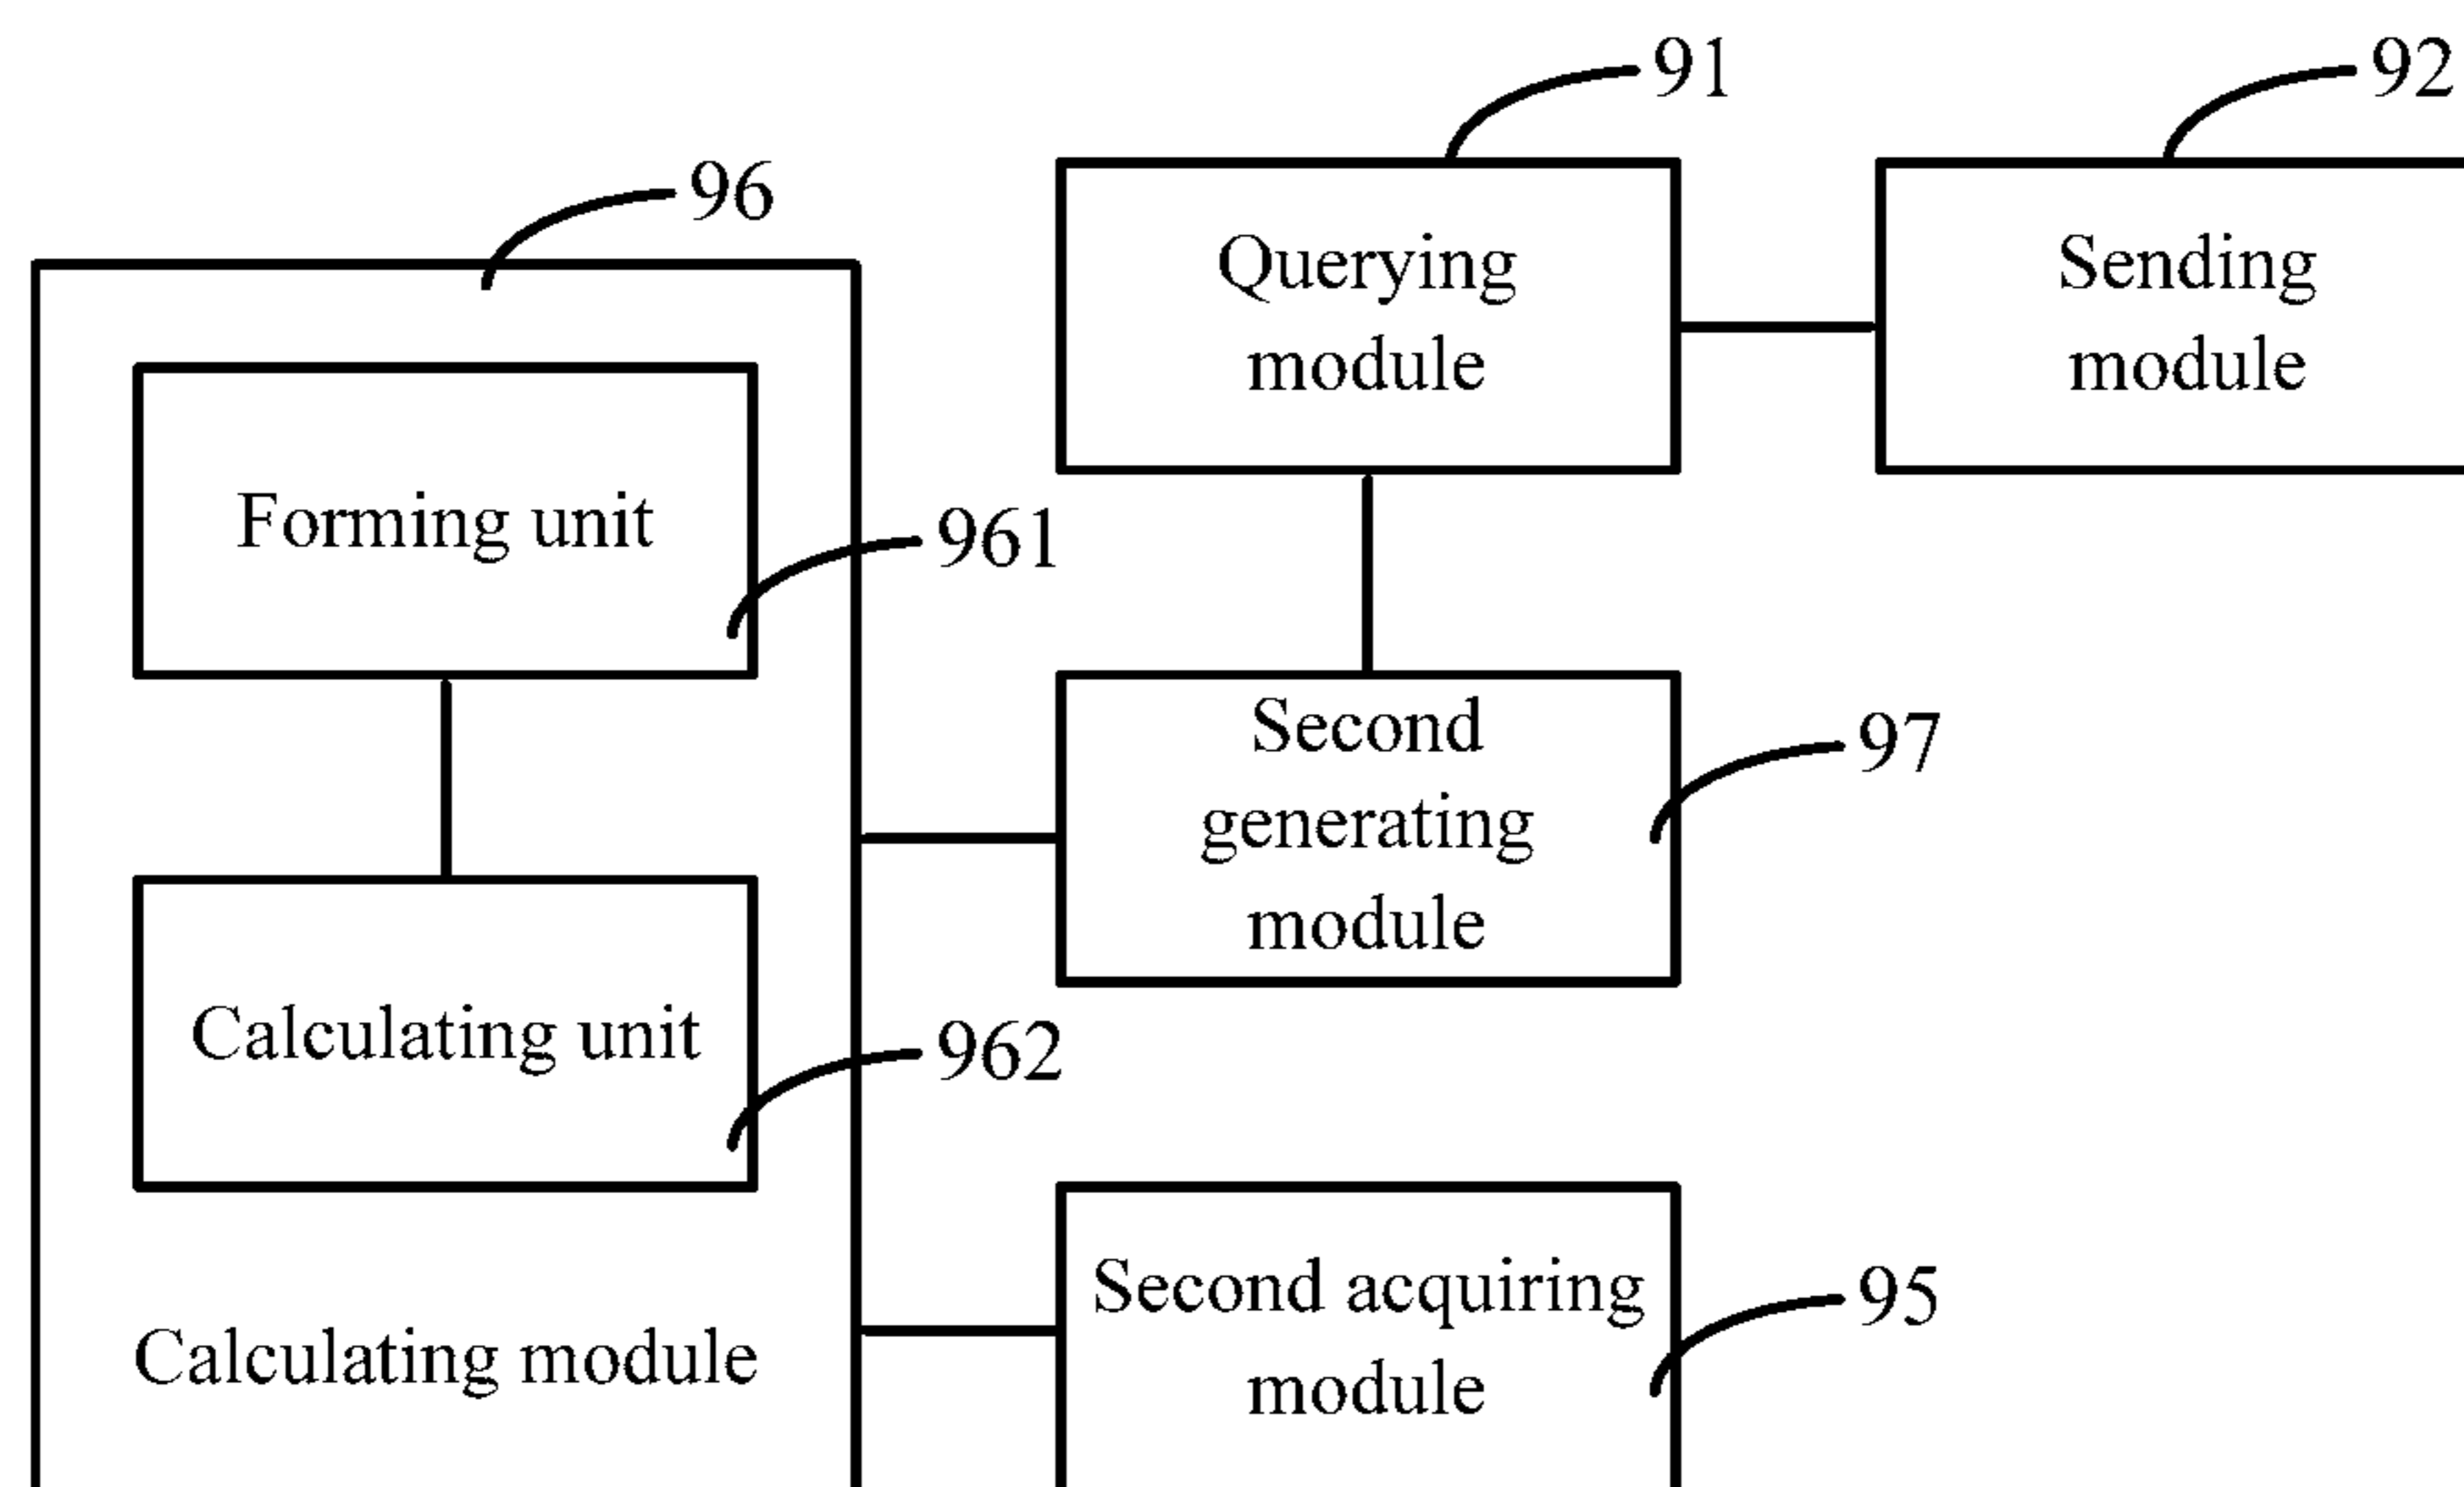 91
92
96
Querying
module
Sending
module
Forming unit
961
Second
generating
module
97
Calculating unit
962
Second acquiring
module
95
Calculating module